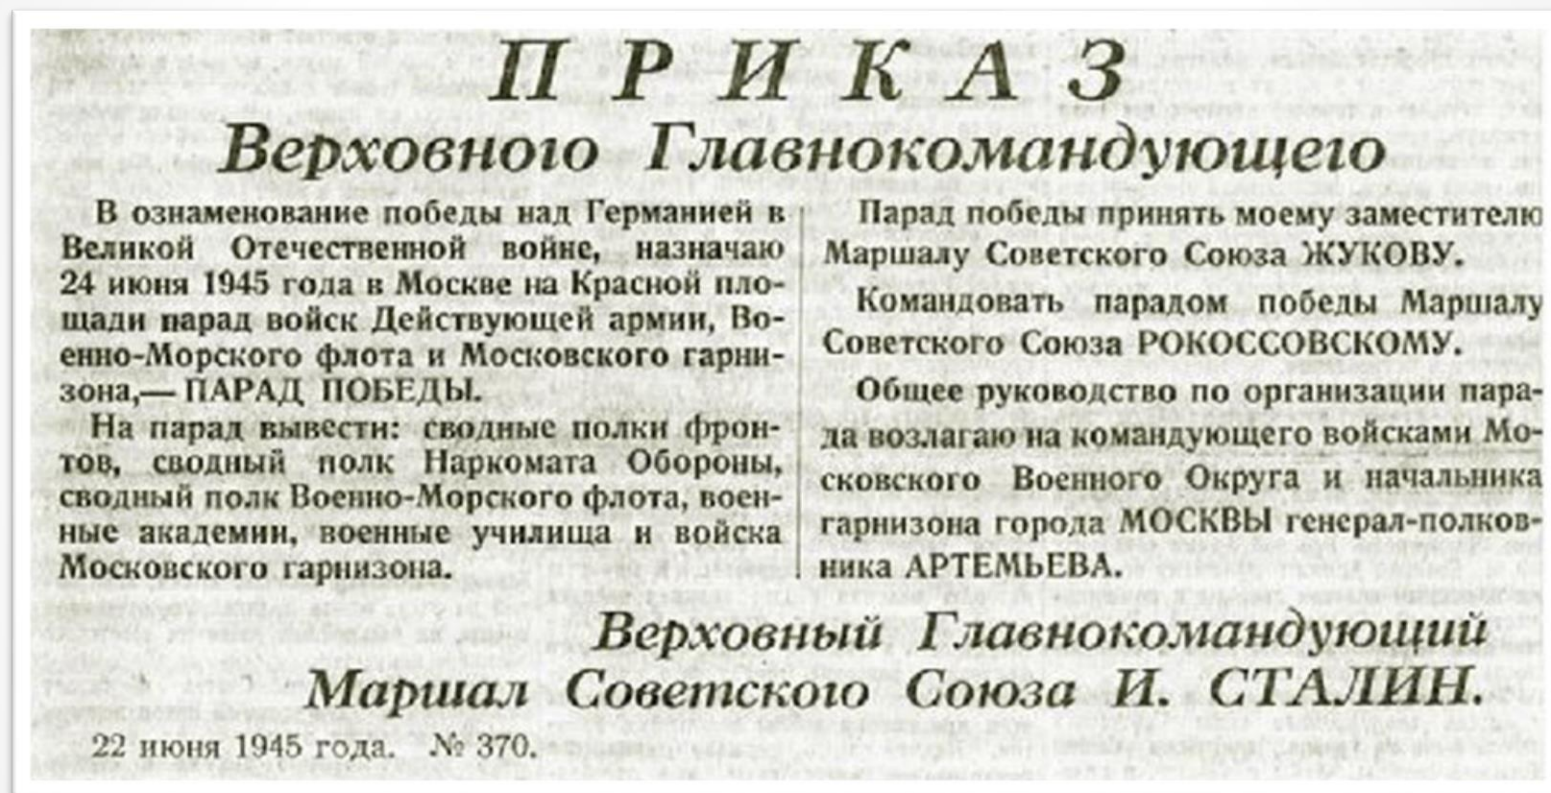 ПРИКАЗ
Верховного Главнокомандующего
В ознаменование победы над Германией в
Великой Отечественной войне, назначаю
24 июня 1945 года в Москве на Красной пло-
щади парад войск Действующей армии, Во-
енно-Морского флота и Московского гарни-
зона,— ПАРАД ПОБЕДЫ.
На парад вывести: сводные полки фрон-
тов, сводный полк Наркомата Обороны,
сводный полк Военно-Морского флота, воен-
ные академии, военные училища и войска
Московского гарнизона.
Парад победы принять моему заместителю
Маршалу Советского Союза ЖУКОВУ.
Командовать парадом победы Маршалу
Советского Союза РОКОССОВСКОМУ.
Общее руководство по организации пара-
да возлагаю на командующего войсками Мо-
сковского Военного Округа и начальника
гарнизона города МОСКВЫ генерал-полков-
ника АРТЕМЬЕВА.
Верховный Главнокомандующий
Маршал Советского Союза И. СТАЛИН.
22 июня 1945 года. № 370.